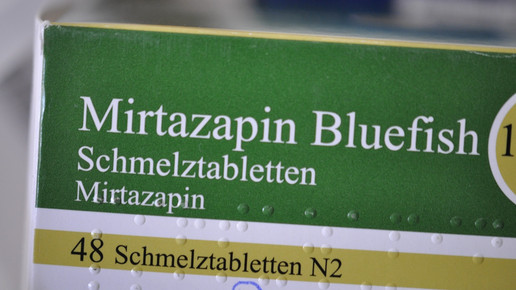 Mirtazapin Bluefish
Schmelztabletten
Mirtazapin
48 Schmelztabletten N2